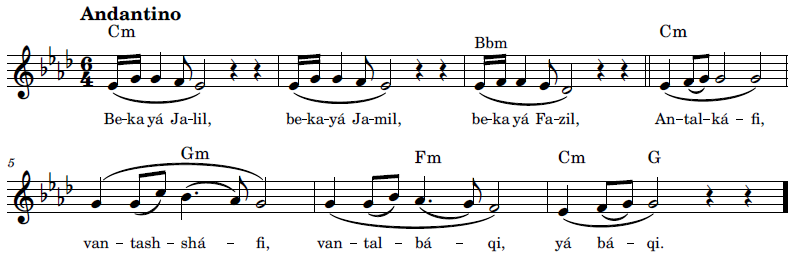 Andantino
Cm Bbm Cm
6
4
Be-ka yá Ja-lil, be-ka-yá Ja-mil, be-ka yá Fa-zil, An-tal-ká - fi,
5
Gm Fm Cm G
van - tash - shá - fi, van - tal - bá - qi, yá bá - qi.